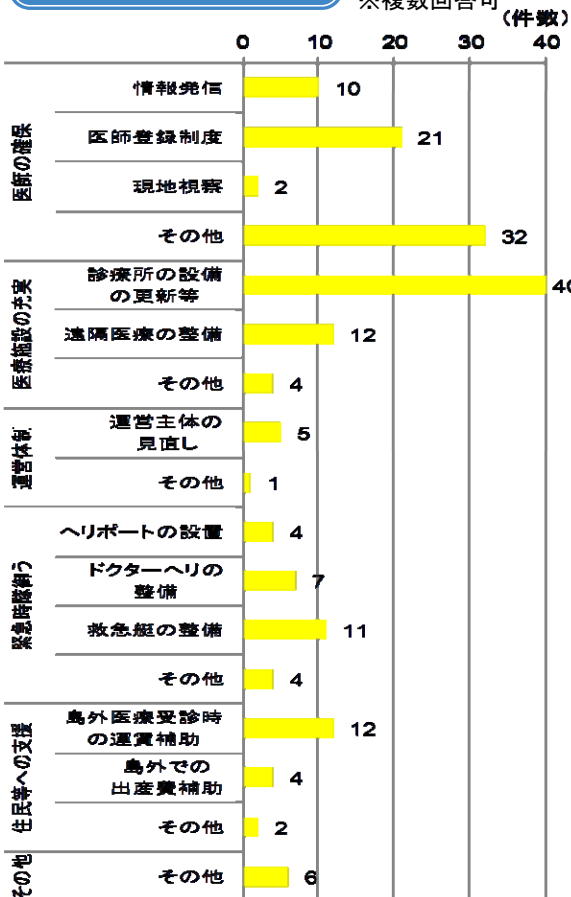 ※複数回答可
(件数)
0 10 20 30 40
医師の確保
情報発信 10
医師登録制度 21
現地視察 2
その他 32
医療施設の充実
診療所の設備
の更新等 40
遠隔医療の整備 12
その他 4
運営体制
運営主体の
見直し 5
その他 1
ヘリポートの設置 4
ドクターヘリの
整備 7
救急艇の整備 11
その他 4
住民等への支援
島外医療受診時
の運賃補助 12
島外での
出産費補助 4
その他 2
その他
その他 6